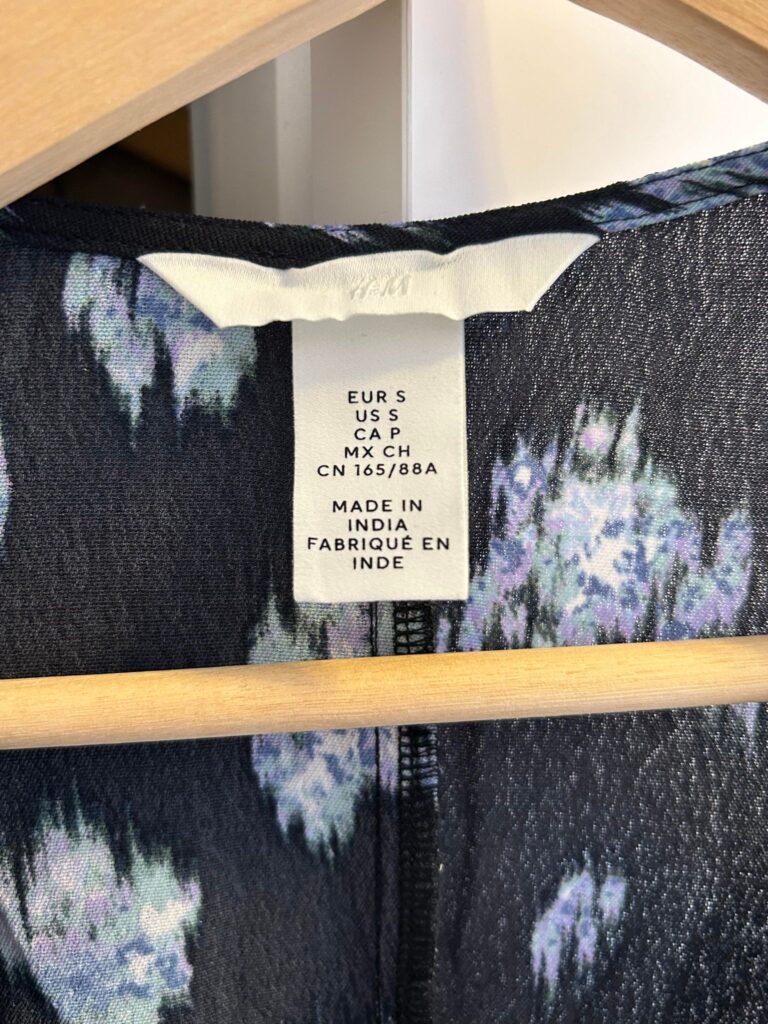 H&M
EUR S
US S
CA P
MX CH
CN 165/88A
MADE IN
INDIA
FABRIQUÉ EN
INDE